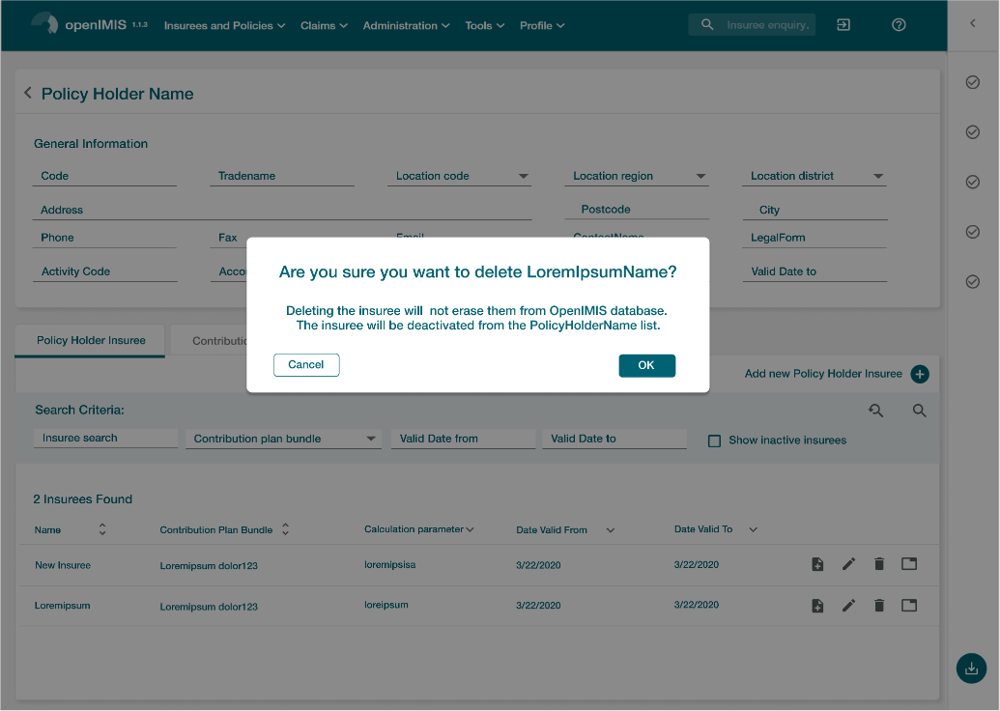 openIMIS 1.1.3 Insurees and Policies Claims Administration Tools Profile Insuree enquiry.
Policy Holder Name
General Information
Code Tradename Location code Location region Location district
Address Postcode City
Phone Fax Email ContactName LegalForm
Activity Code Valid Date to
Are you sure you want to delete LoremIpsumName?
Deleting the insuree will not erase them from OpenIMIS database.
The insuree will be deactivated from the PolicyHolderName list.
Cancel OK
Policy Holder Insuree
Add new Policy Holder Insuree
Search Criteria:
Insuree search Contribution plan bundle Valid Date from Valid Date to Show inactive insurees
2 Insurees Found
Name Contribution Plan Bundle Calculation parameter Date Valid From Date Valid To
New Insuree Loremipsum dolor123 loremipsisa 3/22/2020 3/22/2020
Loremipsum Loremipsum dolor123 loreipsum 3/22/2020 3/22/2020